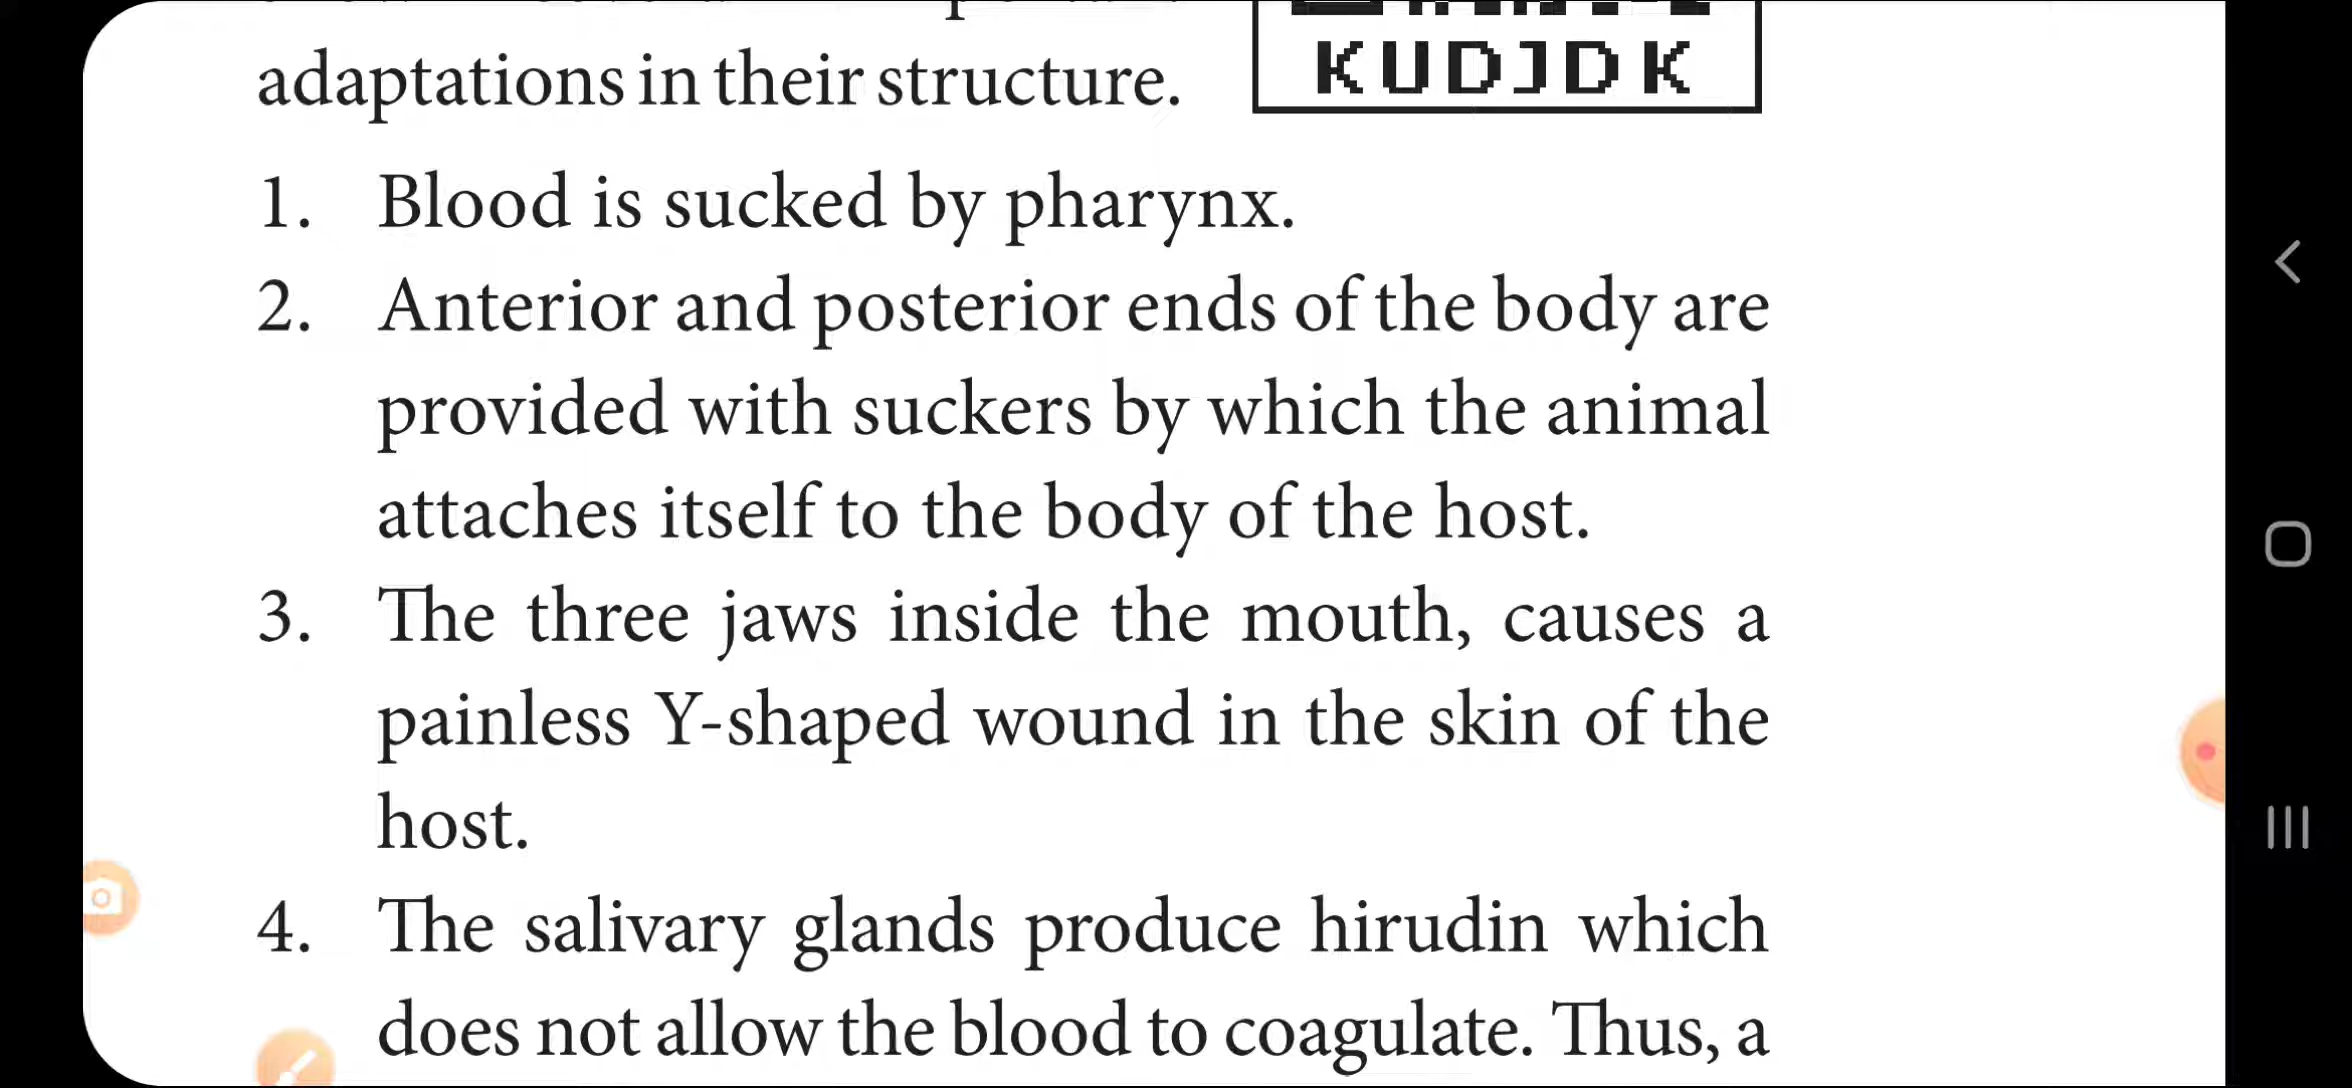 adaptations in their structure.
KUDJDK
1. Blood is sucked by pharynx.
2. Anterior and posterior ends of the body are
provided with suckers by which the animal
attaches itself to the body of the host.
3. The three jaws inside the mouth, causes a
painless Y-shaped wound in the skin of the
host.
4. The salivary glands produce hirudin which
does not allow the blood to coagulate. Thus, a